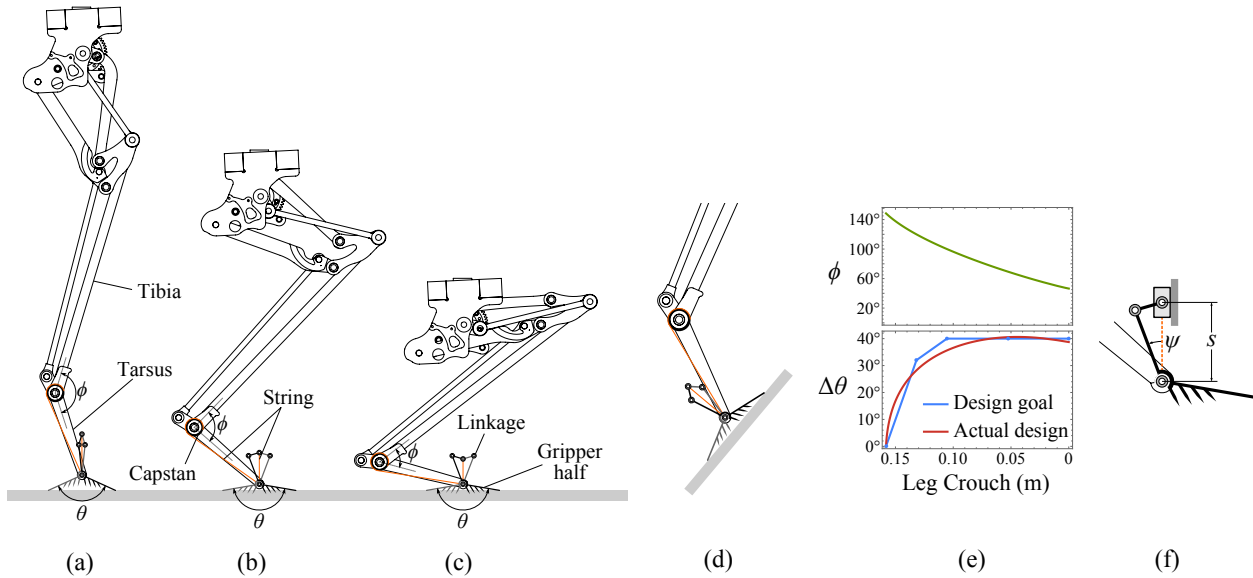 Tibia
Tarsus
ϕ
θ
(a)
String
ϕ
Capstan
θ
(b)
Linkage
ϕ
Gripper
half
θ
(c)
(d)
140°
100°
ϕ
60°
20°
40°
30°
Δθ
20°
10°
0°
Design goal
Actual design
0.15 0.10 0.05 0
Leg Crouch (m)
(e)
ψ
s
(f)